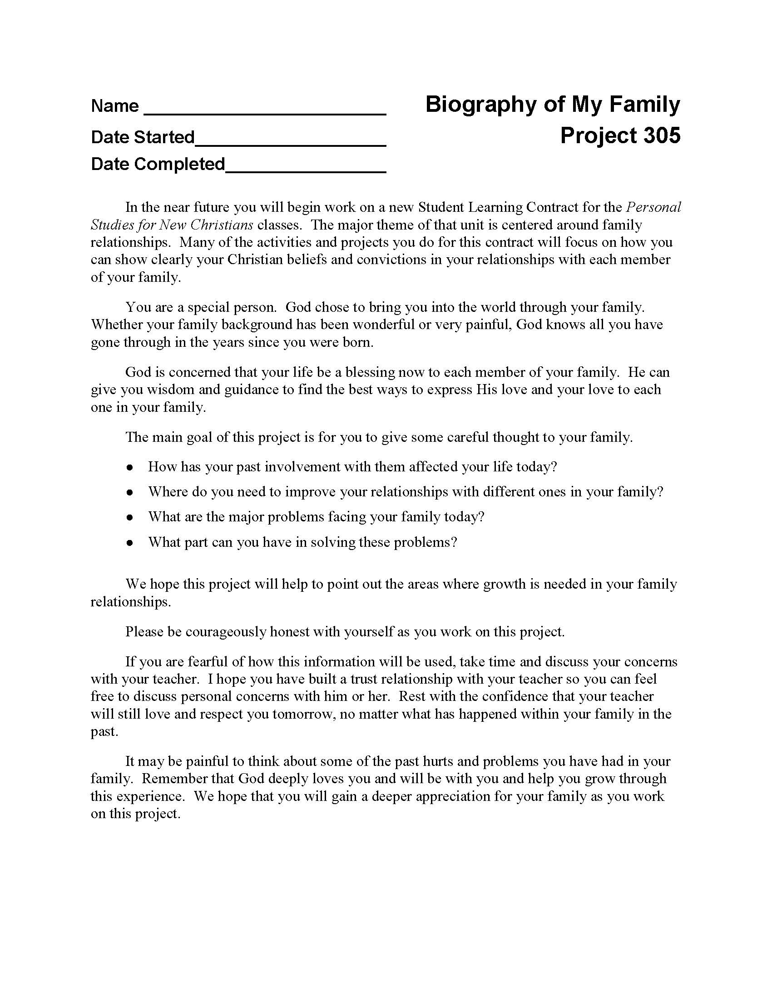 Name
Biography of My Family
Date Started
Project 305
Date Completed
In the near future you will begin work on a new Student Learning Contract for the Personal
Studies for New Christians classes. The major theme of that unit is centered around family
relationships. Many of the activities and projects you do for this contract will focus on how you
can show clearly your Christian beliefs and convictions in your relationships with each member
of your family.
You are a special person. God chose to bring you into the world through your family.
Whether your family background has been wonderful or very painful, God knows all you have
gone through in the years since you were born.
God is concerned that your life be a blessing now to each member of your family. He can
give you wisdom and guidance to find the best ways to express His love and your love to each
one in your family.
The main goal of this project is for you to give some careful thought to your family.
● How has your past involvement with them affected your life today?
● Where do you need to improve your relationships with different ones in your family?
● What are the major problems facing your family today?
● What part can you have in solving these problems?
We hope this project will help to point out the areas where growth is needed in your family
relationships.
Please be courageously honest with yourself as you work on this project.
If you are fearful of how this information will be used, take time and discuss your concerns
with your teacher. I hope you have built a trust relationship with your teacher so you can feel
free to discuss personal concerns with him or her. Rest with the confidence that your teacher
will still love and respect you tomorrow, no matter what has happened within your family in the
past.
It may be painful to think about some of the past hurts and problems you have had in your
family. Remember that God deeply loves you and will be with you and help you grow through
this experience. We hope that you will gain a deeper appreciation for your family as you work
on this project.